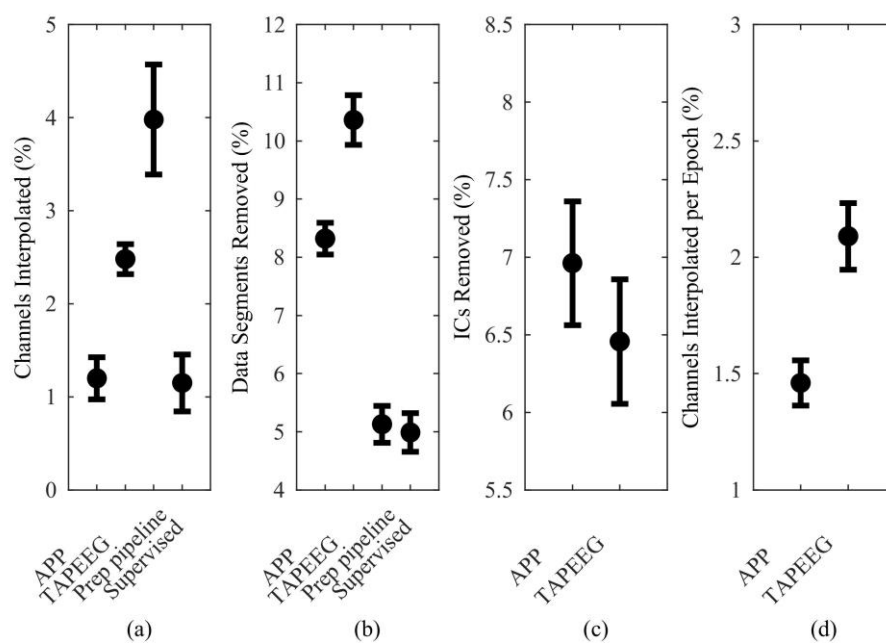 Channels Interpolated (%)
5
4
3
2
1
0
APP
TAPEEG
Prep pipeline
Supervised
(a)
Data Segments Removed (%)
12
11
10
9
8
7
6
5
4
APP
TAPEEG
Prep pipeline
Supervised
(b)
ICs Removed (%)
8.5
8
7.5
7
6.5
6
5.5
APP
TAPEEG
(c)
Channels Interpolated per Epoch (%)
3
2.5
2
1.5
1
APP
TAPEEG
(d)